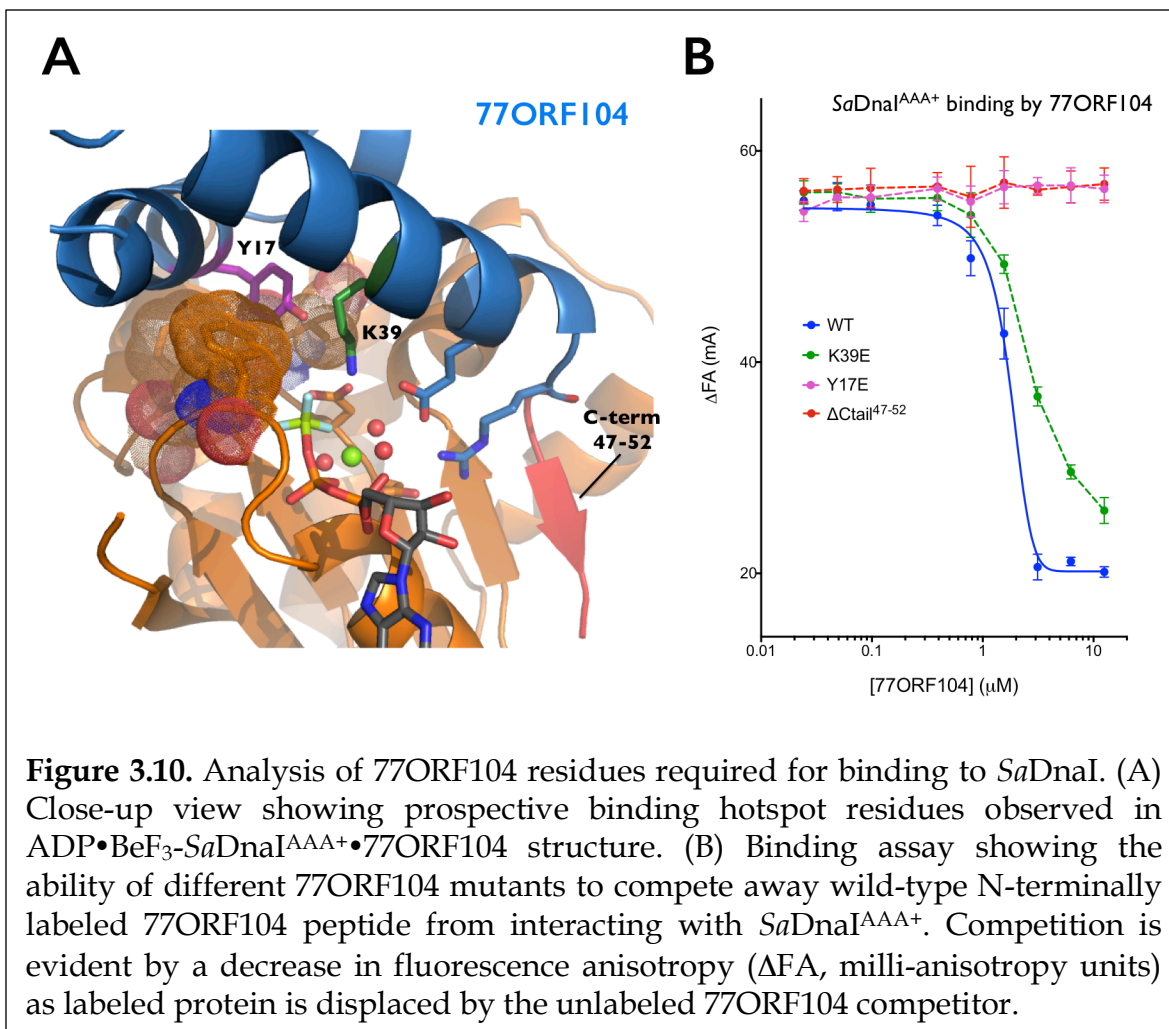 A
77ORF104
Y17
K39
C-term
47-52
B
SaDnaI^AAA+ binding by 77ORF104
60
40
20
ΔFA (mA)
WT
K39E
Y17E
ΔCtail^47-52
0.01
0.1
1
10
[77ORF104] (μM)
Figure 3.10. Analysis of 77ORF104 residues required for binding to SaDnaI. (A)
Close-up view showing prospective binding hotspot residues observed in
ADP•BeF₃-SaDnaI^AAA+•77ORF104 structure. (B) Binding assay showing the
ability of different 77ORF104 mutants to compete away wild-type N-terminally
labeled 77ORF104 peptide from interacting with SaDnaI^AAA+. Competition is
evident by a decrease in fluorescence anisotropy (ΔFA, milli-anisotropy units)
as labeled protein is displaced by the unlabeled 77ORF104 competitor.